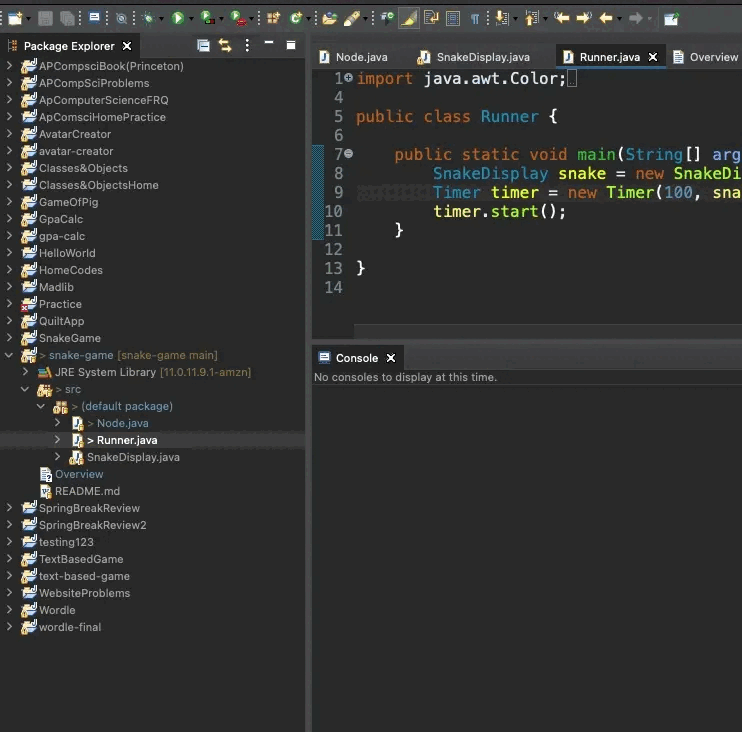 Package Explorer
APCompsciBook(Princeton)
APCompSciProblems
ApComputerScienceFRQ
ApComsciHomePractice
AvatarCreator
avatar-creator
Classes&Objects
Classes&ObjectsHome
GameOfPig
GpaCalc
gpa-calc
HelloWorld
HomeCodes
Madlib
Practice
QuiltApp
SnakeGame
> snake-game [snake-game main]
JRE System Library [11.0.11.9.1-amzn]
> src
> (default package)
> Node.java
> Runner.java
SnakeDisplay.java
Overview
README.md
SpringBreakReview
SpringBreakReview2
testing123
TextBasedGame
text-based-game
WebsiteProblems
Wordle
wordle-final
Node.java SnakeDisplay.java Runner.java Overview
1 import java.awt.Color;
4
5 public class Runner {
6
7 public static void main(String[] arg
8 SnakeDisplay snake = new SnakeDi
9 Timer timer = new Timer(100, sna
10 timer.start();
11 }
12
13 }
14
Console
No consoles to display at this time.